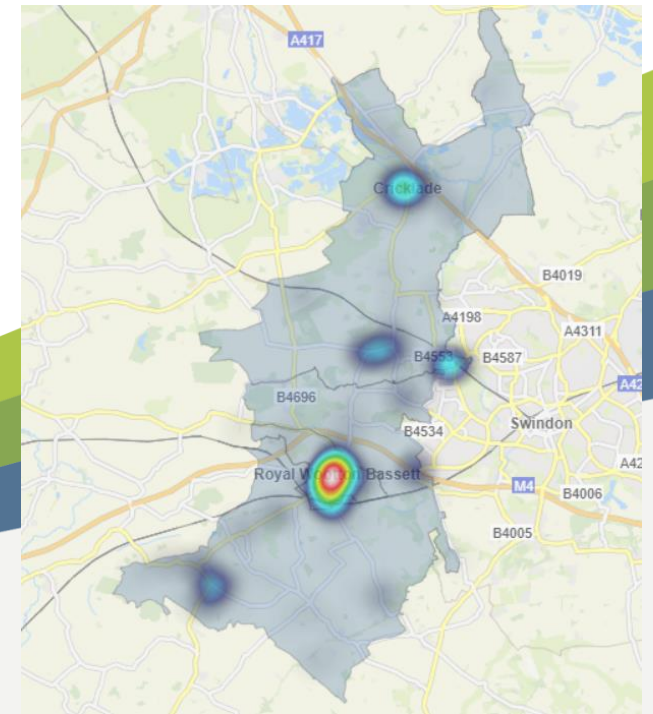 A417
Cricklade
B4019
A4198
A4311
B4553
B4587
A42
B4696
Swindon
B4534
Royal Wootton Bassett
A42
M4
B4006
B4005